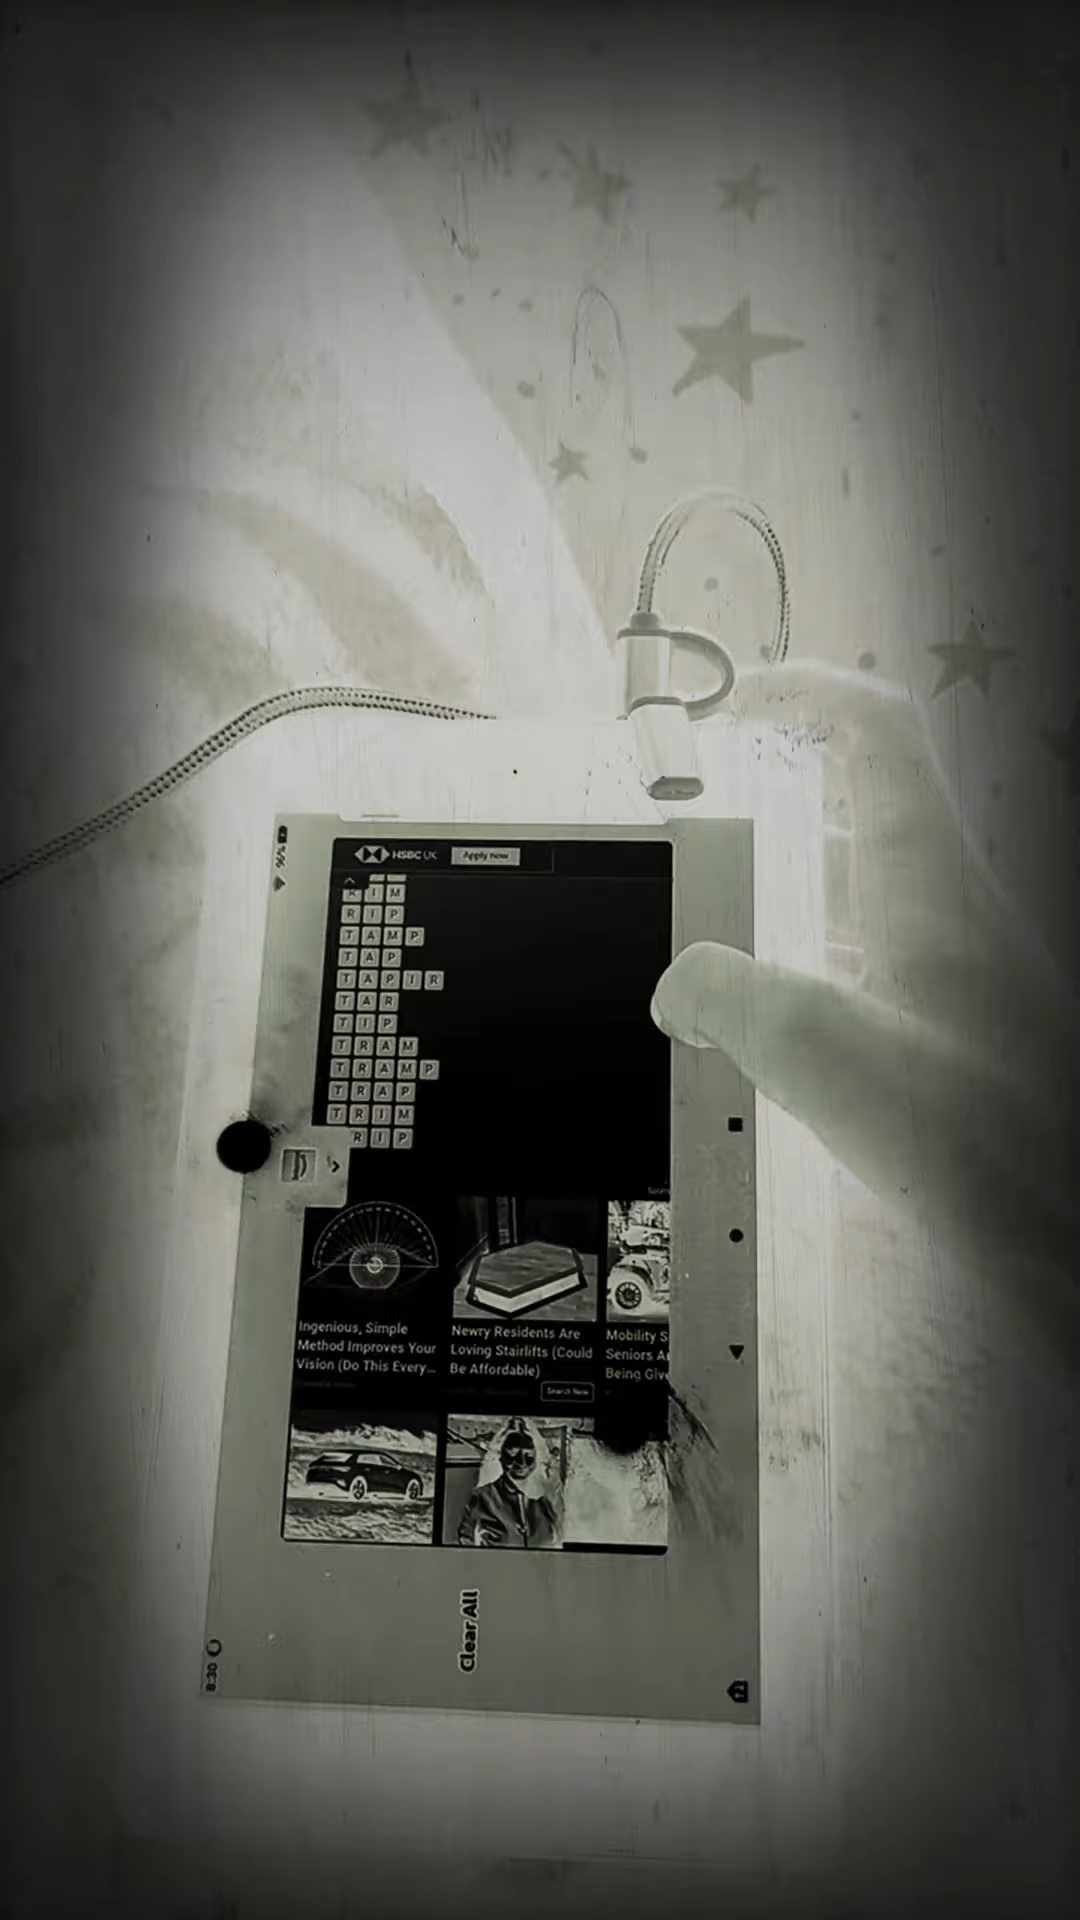 96%
HSBC UK Apply now
RIM
RIP
TAMP
TAP
TAPIR
TAR
TIP
TRAM
TRAMP
TRAP
TRIM
RIP
Ingenious, Simple
Method Improves Your
Vision (Do This Every...
Newry Residents Are
Loving Stairlifts (Could
Be Affordable)
Search Now
Mobility S
Seniors A
Being Give
Clear All
8:30